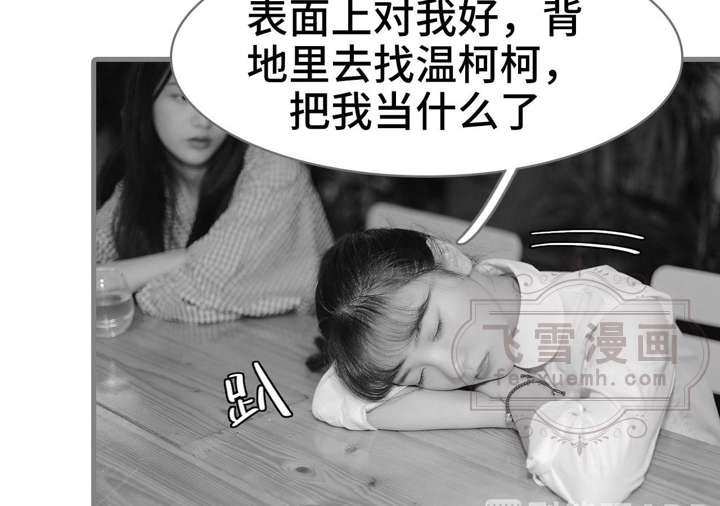 表面上对我好，背
地里去找温柯柯，
把我当什么了
趴
飞雪漫画
feixuemh.com